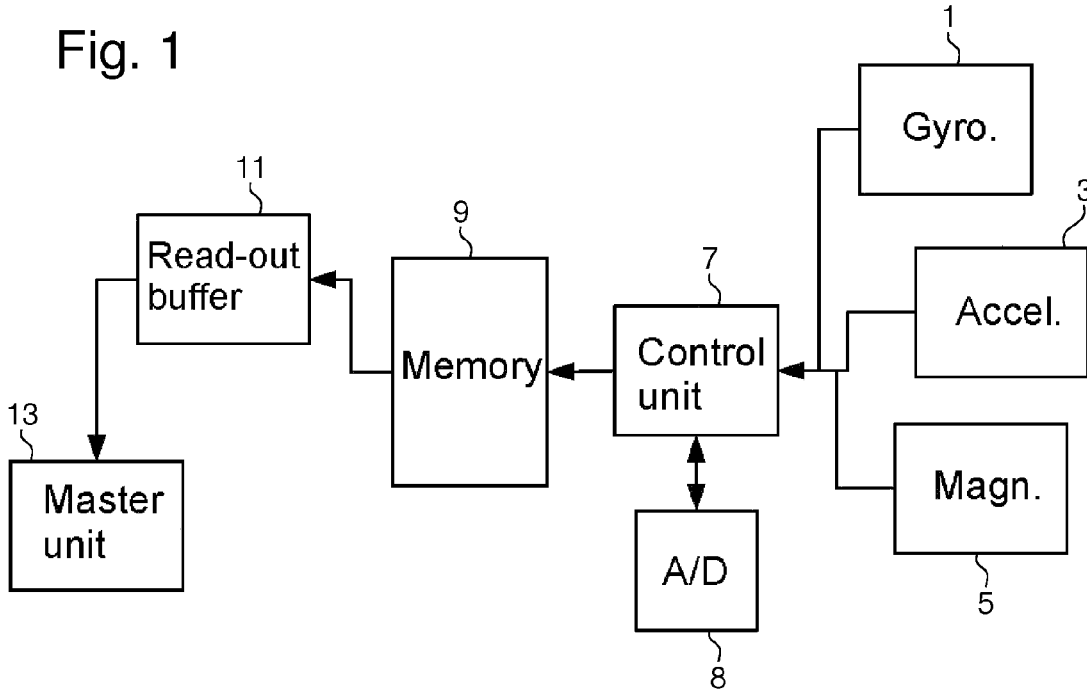 Fig. 1
1
Gyro.
11
Read-out
buffer
9
Memory
7
Control
unit
3
Accel.
13
Master
unit
A/D
8
Magn.
5